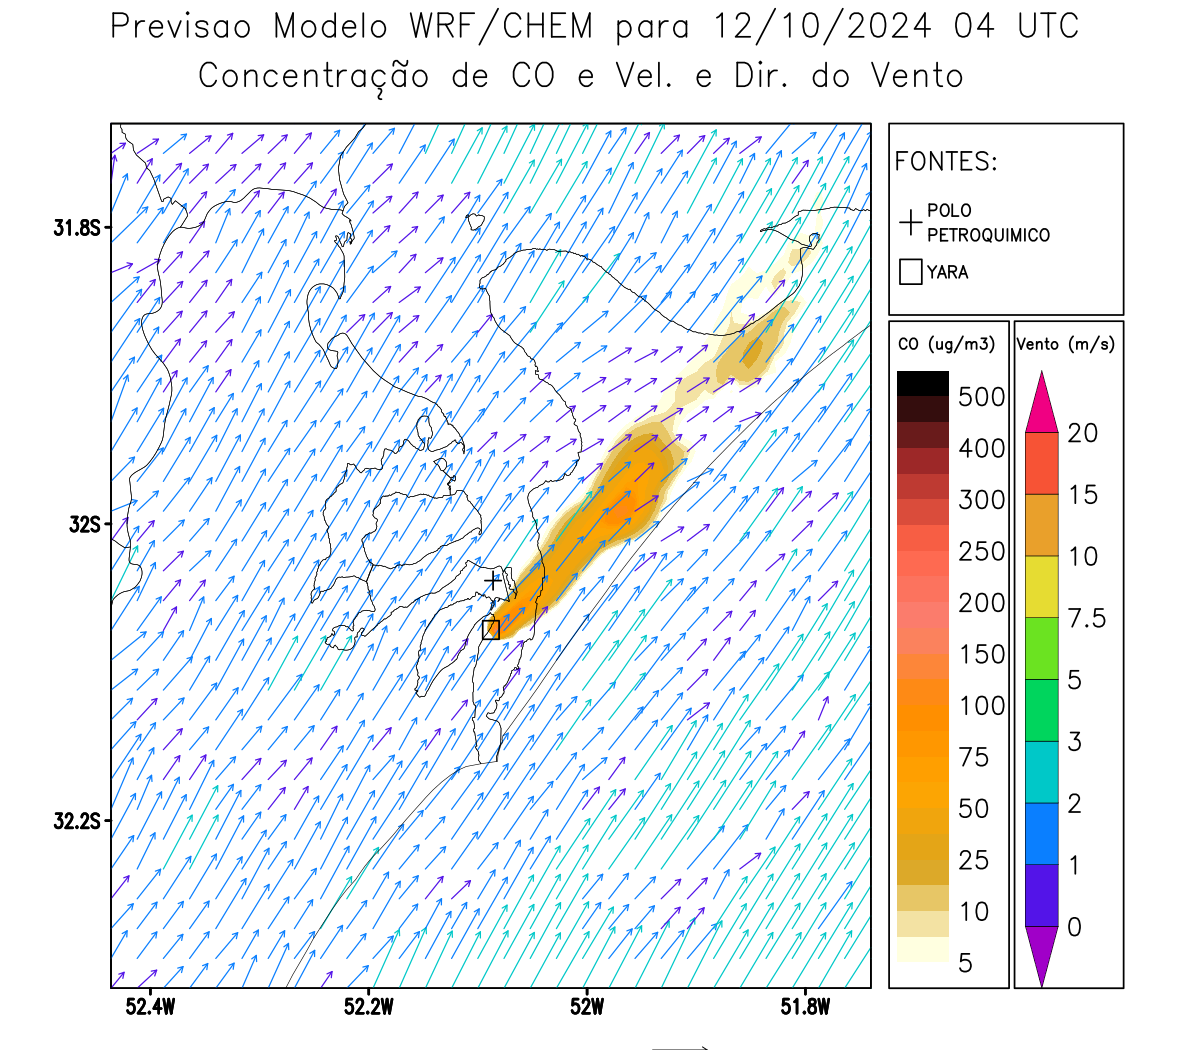 Previsao Modelo WRF/CHEM para 12/10/2024 04 UTC
Concentração de CO e Vel. e Dir. do Vento
FONTES:
POLO
PETROQUIMICO
YARA
CO (ug/m3)
500
400
300
250
200
150
100
75
50
25
10
5
Vento (m/s)
20
15
10
7.5
5
3
2
1
0
31.8S
32S
32.2S
52.4W
52.2W
52W
51.8W